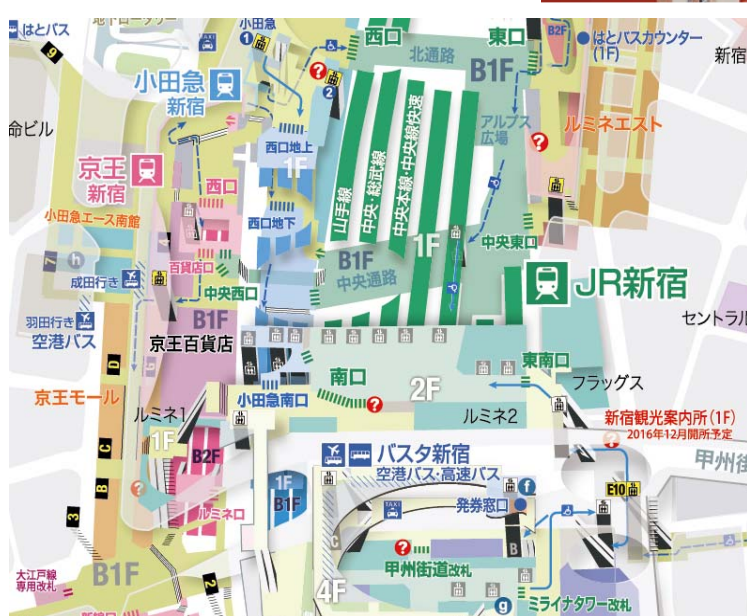 はとバス
9
小田急
1
西口
北通路
東口
B2F
はとバスカウンター
(1F)
新宿
小田急
新宿
TAXI
?
2
B1F
アルプス
広場
?
ルミネエスト
命ビル
京王
新宿
西口
西口地上
1F
山手線
中央・総武線
中央本線・中央線快速
小田急エース南館
西口地下
1F
中央東口
7
h
4
成田行き
百貨店口
中央西口
B1F
中央通路
JR新宿
羽田行き
空港バス
B1F
京王百貨店
セントラル
D
京王モール
ルミネ1
1F
小田急南口
南口
?
2F
東南口
フラッグス
ルミネ2
新宿観光案内所(1F)
2016年12月開所予定
甲州街
バスタ新宿
空港バス・高速バス
C
B
B2F
1F
B1F
?
TAXI
発券窓口
f
E10
?
3
ルミネ口
C
B
?
甲州街道改札
大江戸線
専用改札
B1F
2
4F
g
ミライナタワー改札